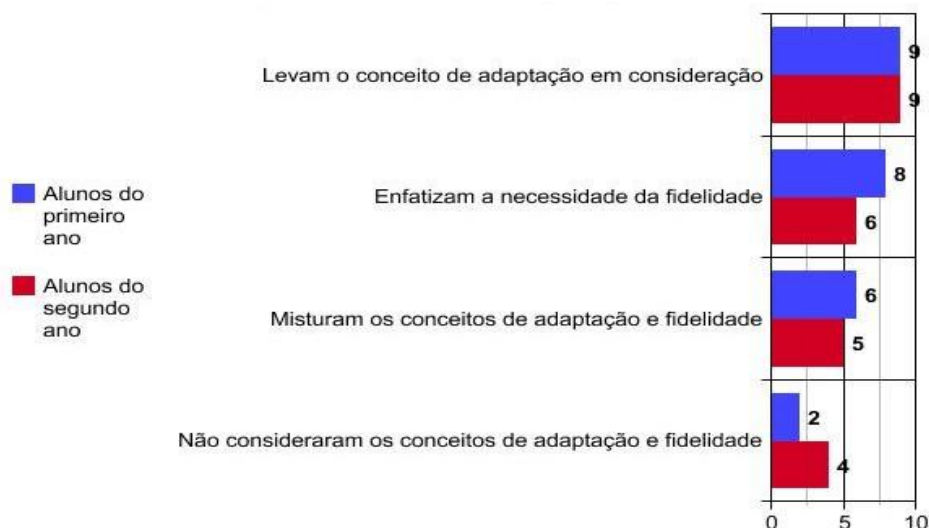 Levam o conceito de adaptação em consideração
9
9
Enfatizam a necessidade da fidelidade
8
6
Alunos do
primeiro
ano
Alunos do
segundo
ano
Misturam os conceitos de adaptação e fidelidade
6
5
Não consideraram os conceitos de adaptação e fidelidade
2
4
0 5 10